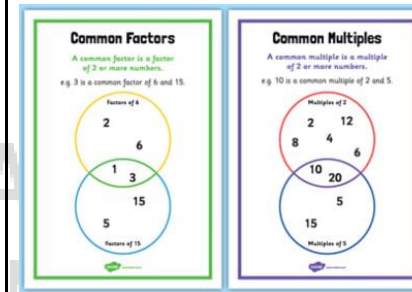 Common Factors
A common factor is a factor
of 2 or more numbers.
e.g. 3 is a common factor of 6 and 15.
Factors of 6
2
6
1
3
15
5
Factors of 15
Common Multiples
A common multiple is a multiple
of 2 or more numbers.
e.g. 10 is a common multiple of 2 and 5.
Multiples of 2
2 12
8 4
6
10
20
5
15
Multiples of 5